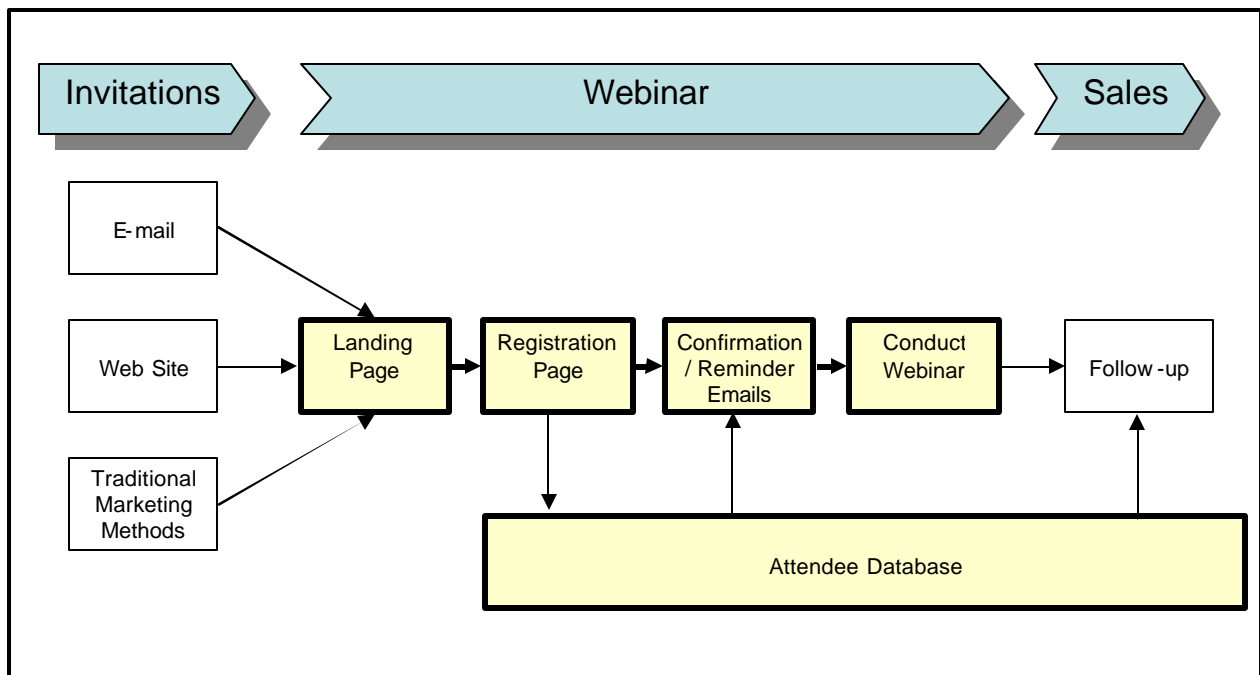 Invitations
Webinar
Sales
E-mail
Web Site
Traditional
Marketing
Methods
Landing
Page
Registration
Page
Confirmation
/ Reminder
Emails
Conduct
Webinar
Follow-up
Attendee Database